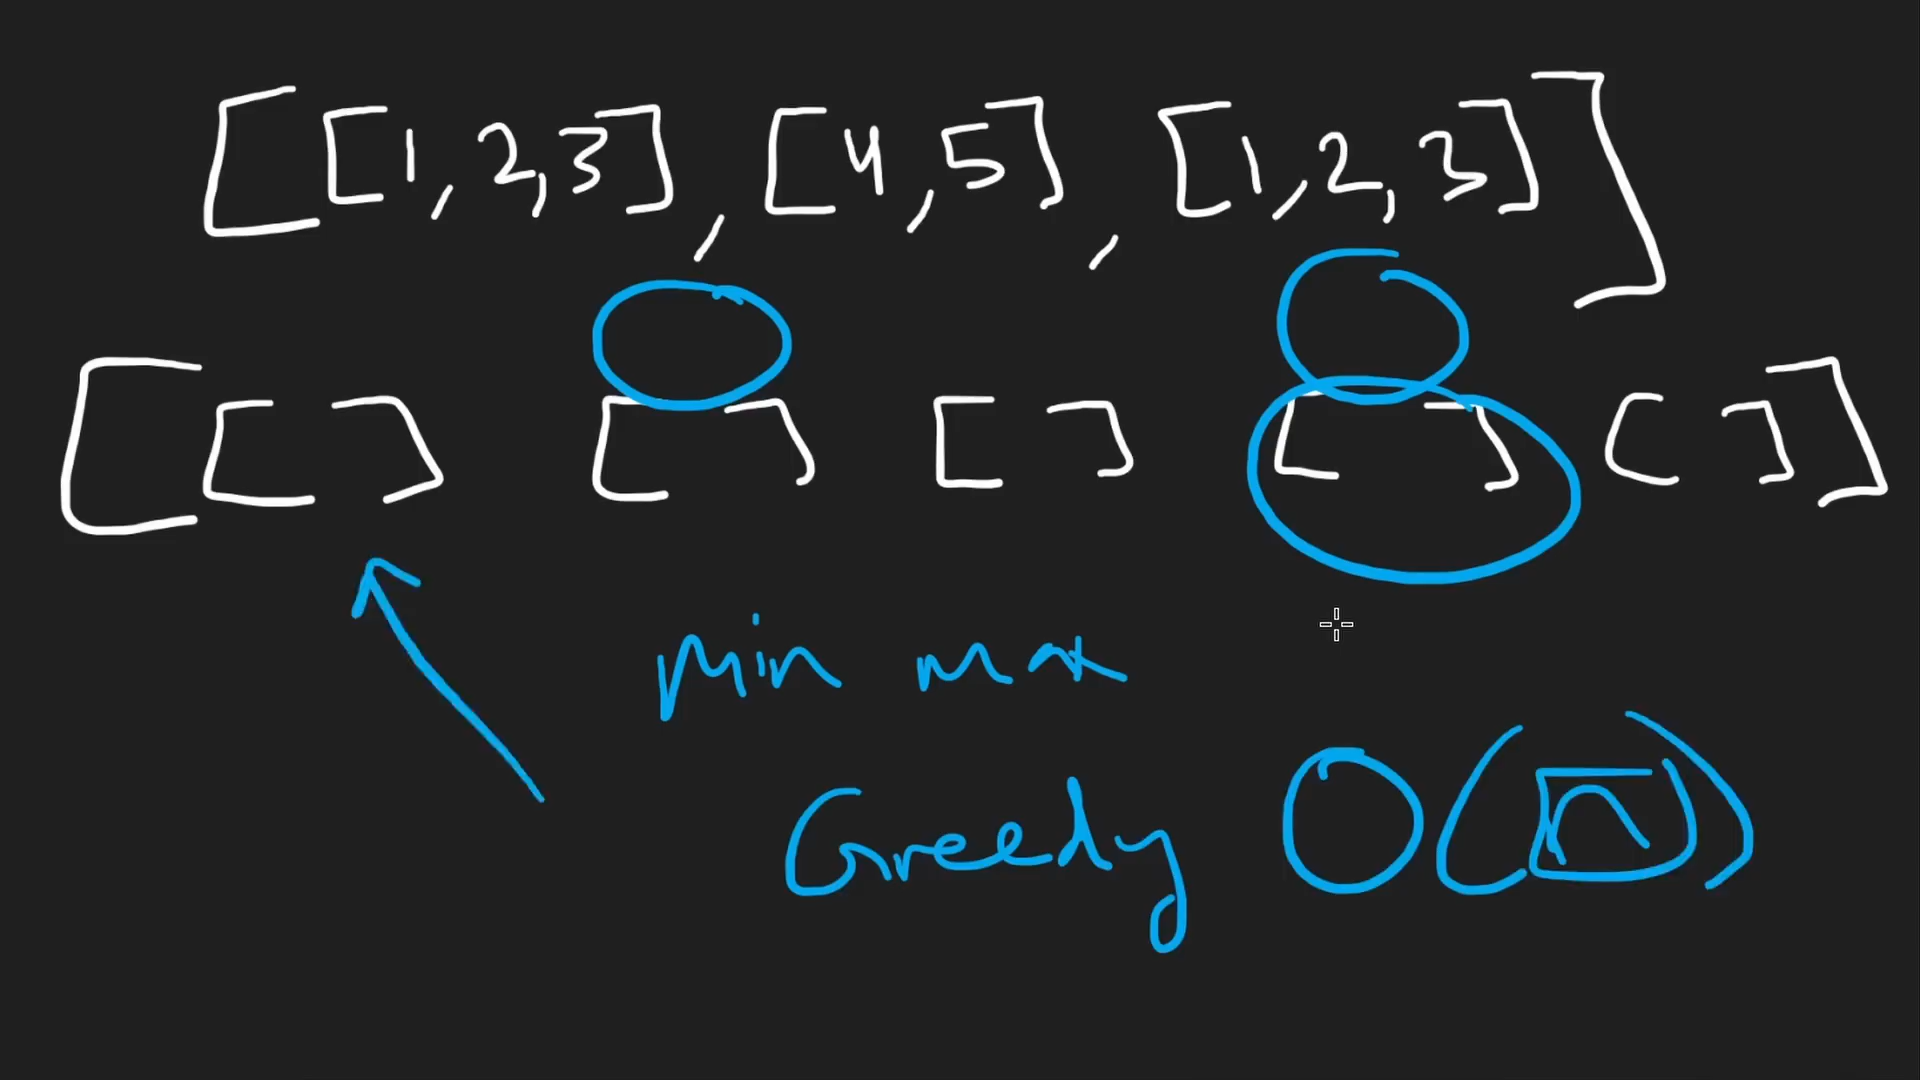 [[1,2,3], [4,5], [1,2,3]]
[[] [] [] [] []]
Min max
Greedy O(n)